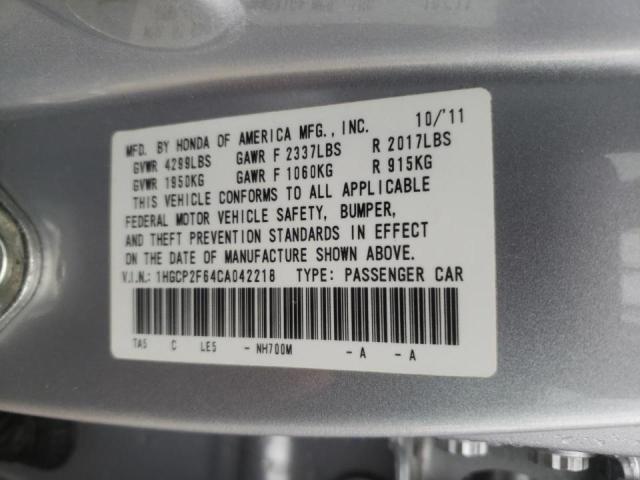 MFD. BY HONDA OF AMERICA MFG., INC. 10/'11
GVWR 4299LBS GAWR F 2337LBS R 2017LBS
GVWR 1950KG GAWR F 1060KG R 915KG
THIS VEHICLE CONFORMS TO ALL APPLICABLE
FEDERAL MOTOR VEHICLE SAFETY, BUMPER,
AND THEFT PREVENTION STANDARDS IN EFFECT
ON THE DATE OF MANUFACTURE SHOWN ABOVE.
V.I.N.: 1HGCP2F64CA042218 TYPE: PASSENGER CAR
TA5 C LE5 - NH700M - A - A